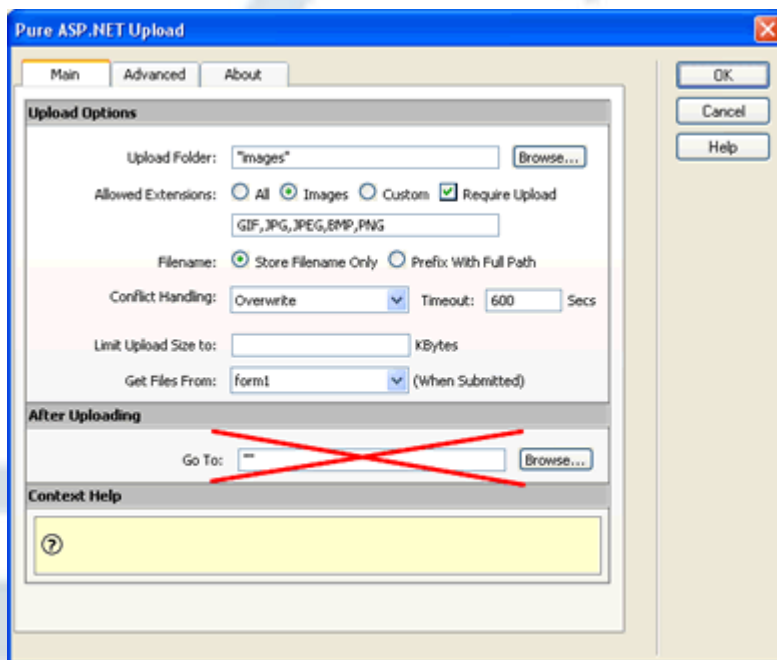 Pure ASP.NET Upload
Main Advanced About
OK
Cancel
Help
Upload Options
Upload Folder: "images" Browse...
Allowed Extensions: All Images Custom Require Upload
GIF,JPG,JPEG,BMP,PNG
Filename: Store Filename Only Prefix With Full Path
Conflict Handling: Overwrite Timeout: 600 Secs
Limit Upload Size to: KBytes
Get Files From: form1 (When Submitted)
After Uploading
Go To: "" Browse...
Context Help
?